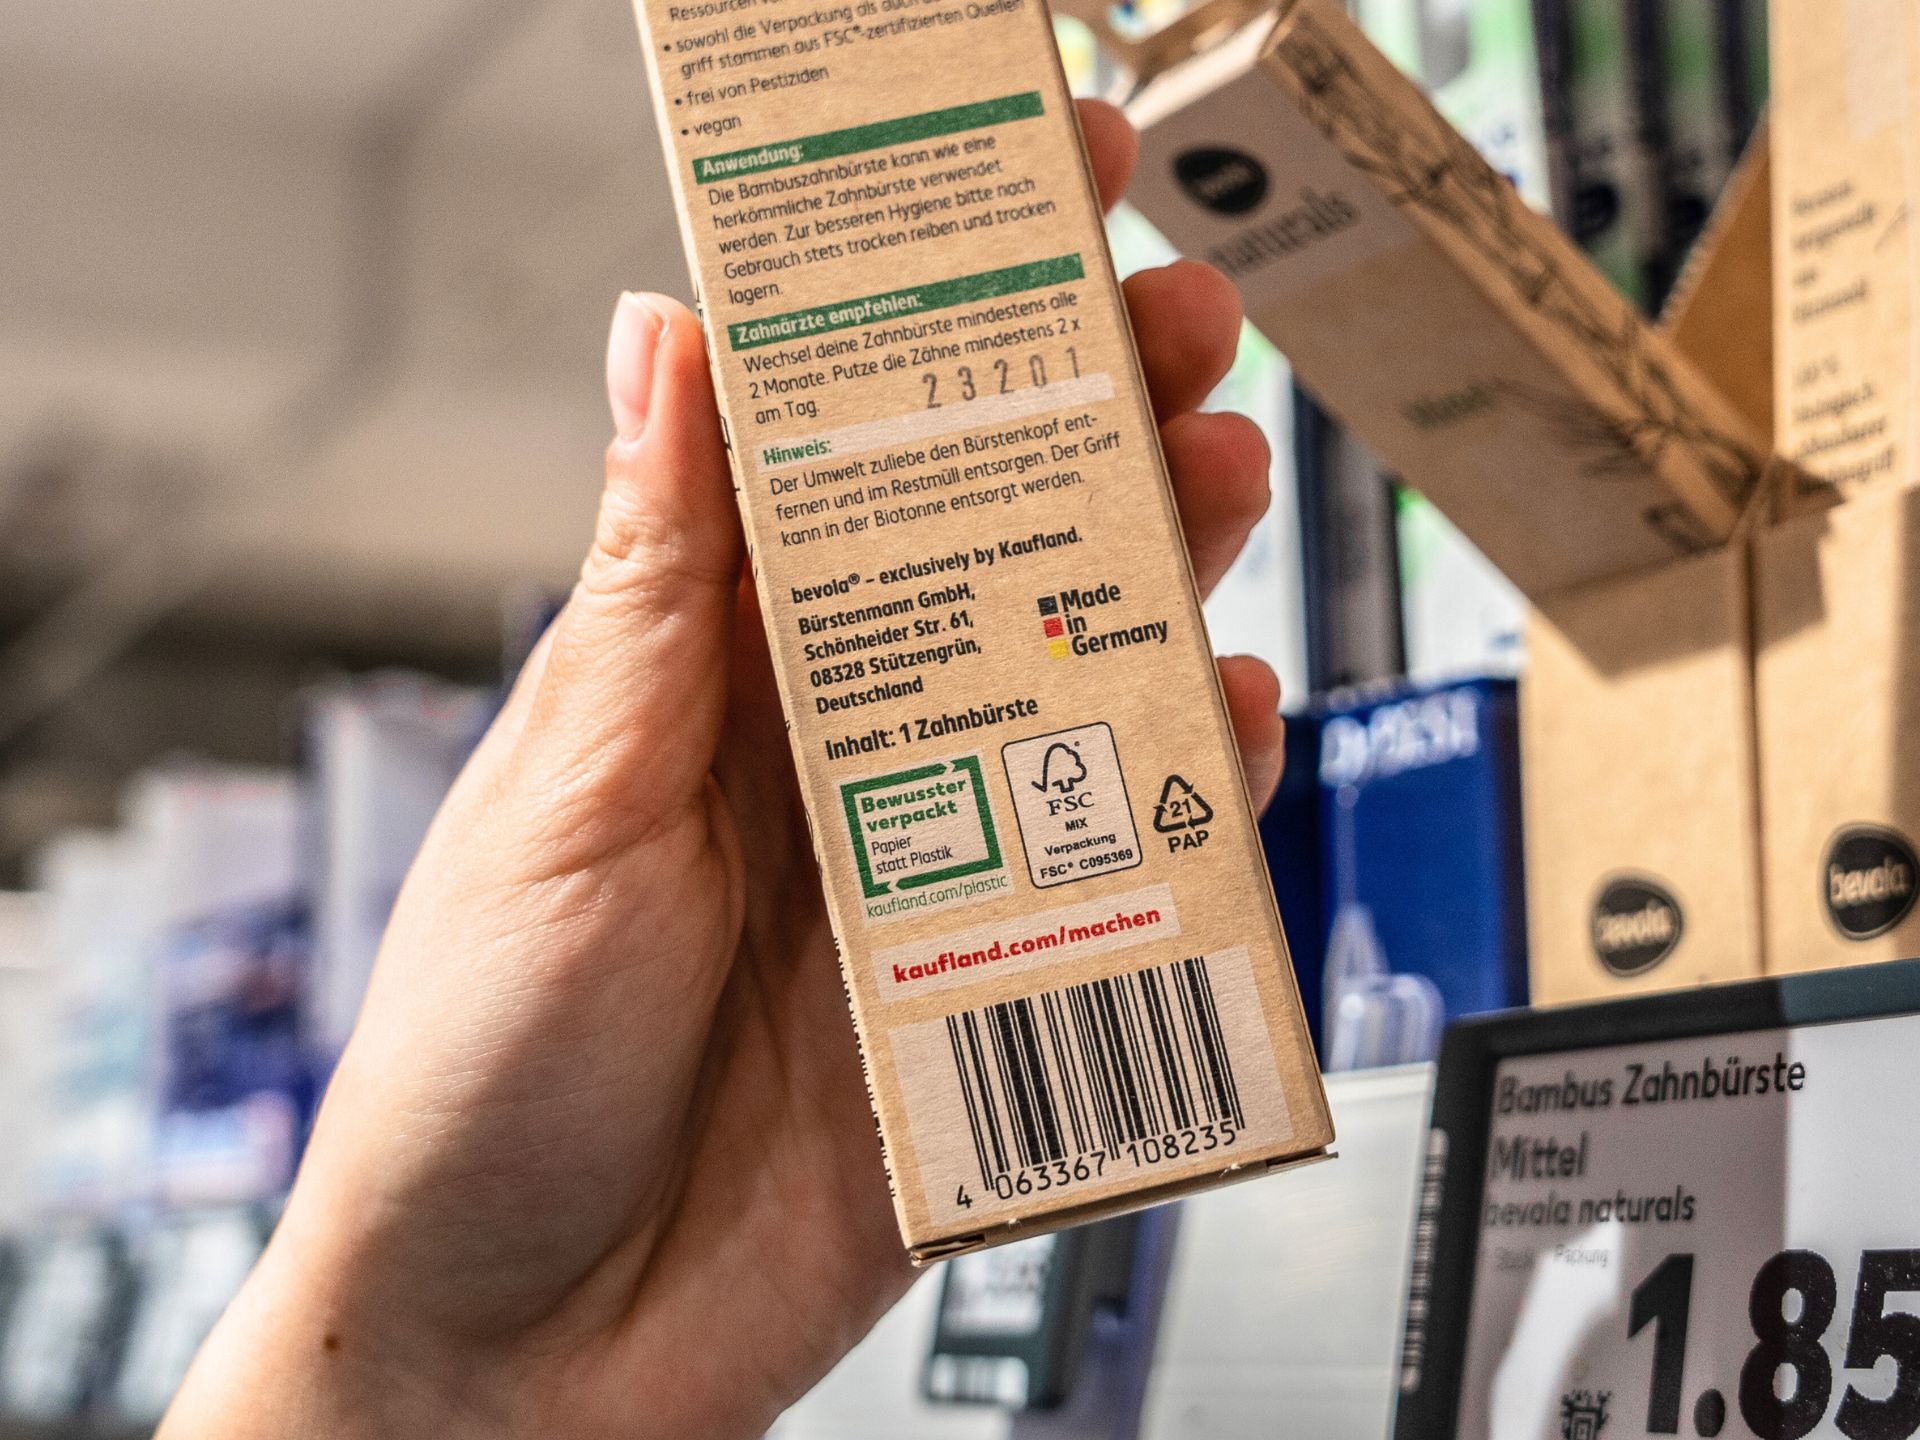 Ressourcen
• sowohl die Verpackung als auch
griff stammen aus FSC®-zertifizierten Quellen
• frei von Pestiziden
• vegan
Anwendung:
Die Bambuszahnbürste kann wie eine
herkömmliche Zahnbürste verwendet
werden. Zur besseren Hygiene bitte nach
Gebrauch stets trocken reiben und trocken
lagern.
Zahnärzte empfehlen:
Wechsel deine Zahnbürste mindestens alle
2 Monate. Putze die Zähne mindestens 2 x
am Tag.
23201
Hinweis:
Der Umwelt zuliebe den Bürstenkopf ent-
fernen und im Restmüll entsorgen. Der Griff
kann in der Biotonne entsorgt werden.
bevola® – exclusively by Kaufland.
Bürstenmann GmbH,
Schönheider Str. 61,
08328 Stützengrün,
Deutschland
Made
in
Germany
Inhalt: 1 Zahnbürste
Bewusster
verpackt
Papier
statt Plastik
kaufland.com/plastic
FSC
MIX
Verpackung
FSC® C095369
21
PAP
kaufland.com/machen
4 063367 108235
naturals
bevola
bevola
Bambus Zahnbürste
Mittel
bevola naturals
Packung
1.85